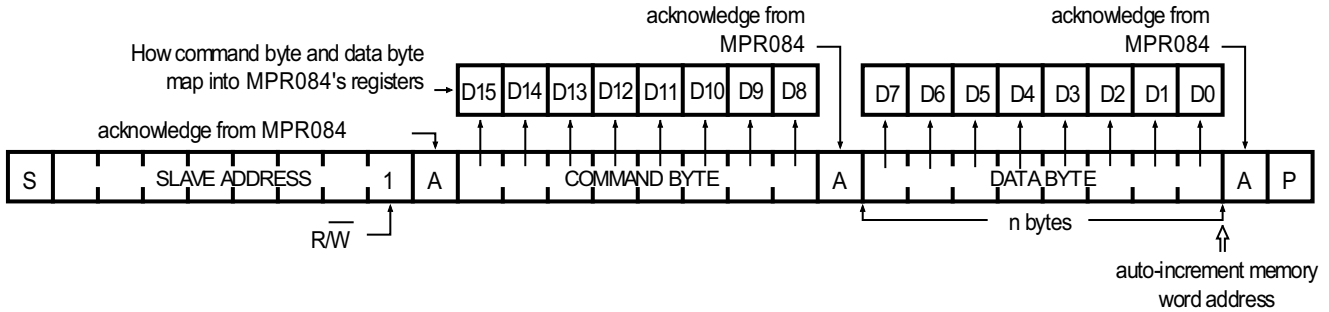 acknowledge from
MPR084
acknowledge from
MPR084
How command byte and data byte
map into MPR084's registers
D15 D14 D13 D12 D11 D10 D9 D8
D7 D6 D5 D4 D3 D2 D1 D0
acknowledge from MPR084
S SLAVE ADDRESS 1 A COMMAND BYTE A DATA BYTE A P
R/W̅
n bytes
auto-increment memory
word address